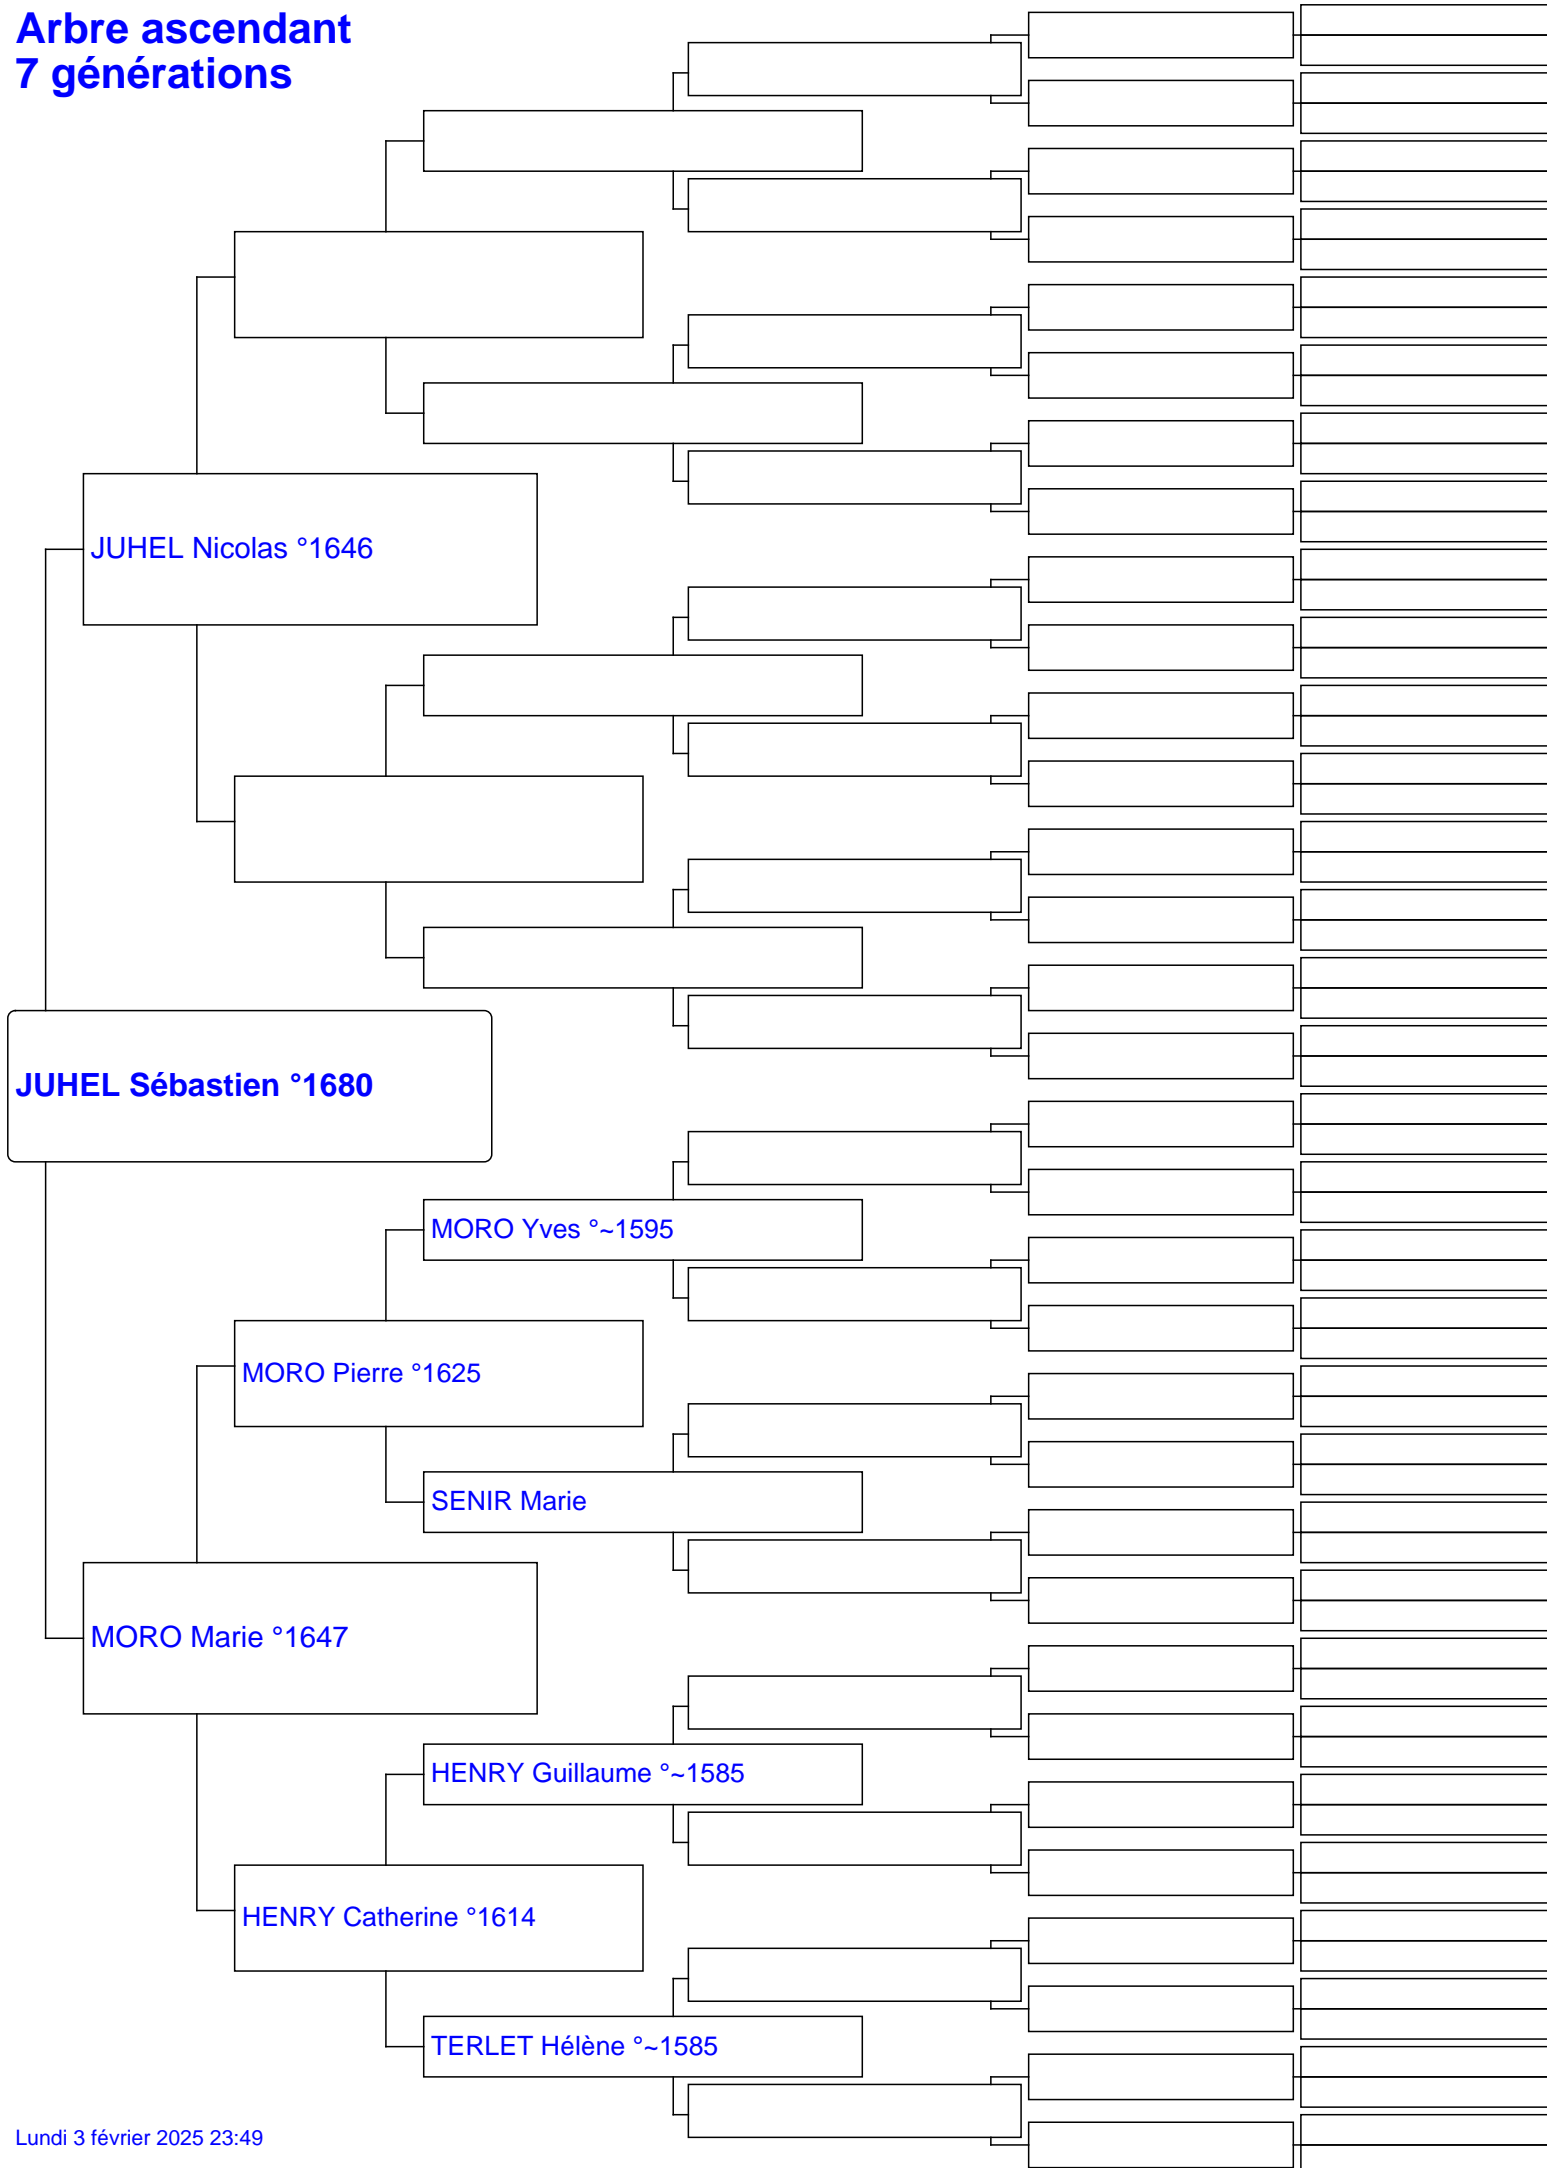 Arbre ascendant
7 générations
JUHEL Nicolas °1646
JUHEL Sébastien °1680
MORO Yves °~1595
MORO Pierre °1625
SENIR Marie
MORO Marie °1647
HENRY Guillaume °~1585
HENRY Catherine °1614
TERLET Hélène °~1585
Lundi 3 février 2025 23:49